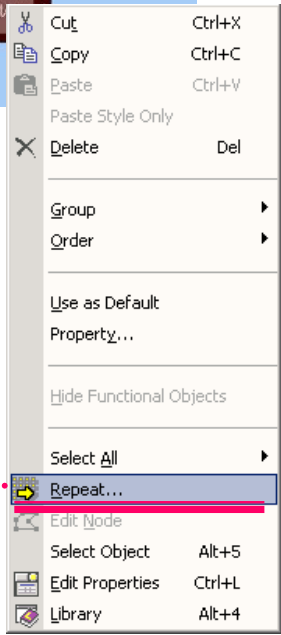 Cut Ctrl+X
Copy Ctrl+C
Paste Ctrl+V
Paste Style Only
Delete Del
Group
Order
Use as Default
Property...
Hide Functional Objects
Select All
Repeat...
Edit Node
Select Object Alt+5
Edit Properties Ctrl+L
Library Alt+4